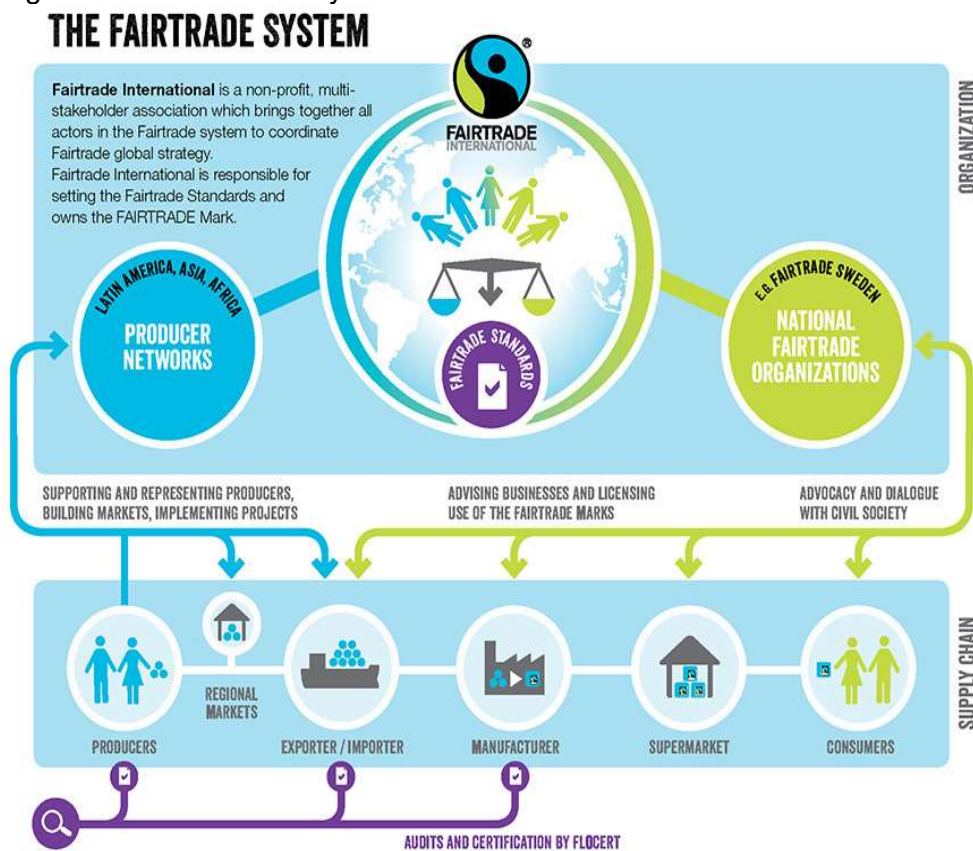 THE FAIRTRADE SYSTEM
Fairtrade International is a non-profit, multi-
stakeholder association which brings together all
actors in the Fairtrade system to coordinate
Fairtrade global strategy.
Fairtrade International is responsible for
setting the Fairtrade Standards and
owns the FAIRTRADE Mark.
®
FAIRTRADE
INTERNATIONAL
ORGANIZATION
LATIN AMERICA, ASIA, AFRICA
PRODUCER
NETWORKS
FAIRTRADE STANDARDS
E.G. FAIRTRADE SWEDEN
NATIONAL
FAIRTRADE
ORGANIZATIONS
SUPPORTING AND REPRESENTING PRODUCERS,
BUILDING MARKETS, IMPLEMENTING PROJECTS
ADVISING BUSINESSES AND LICENSING
USE OF THE FAIRTRADE MARKS
ADVOCACY AND DIALOGUE
WITH CIVIL SOCIETY
SUPPLY CHAIN
REGIONAL
MARKETS
PRODUCERS
EXPORTER / IMPORTER
MANUFACTURER
SUPERMARKET
CONSUMERS
AUDITS AND CERTIFICATION BY FLOCERT